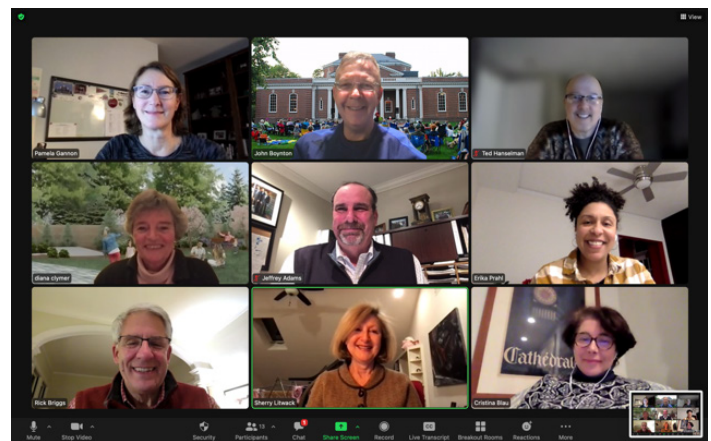 View
Pamela Gannon
John Boynton
Ted Hanselman
diana clymer
Jeffrey Adams
Erika Prahl
Cathedral
Rick Briggs
Sherry Litwack
Cristina Blau
Mute
Stop Video
Security
Participants
13
Chat
Share Screen
Record
Live Transcript
Breakout Rooms
Reactions
More